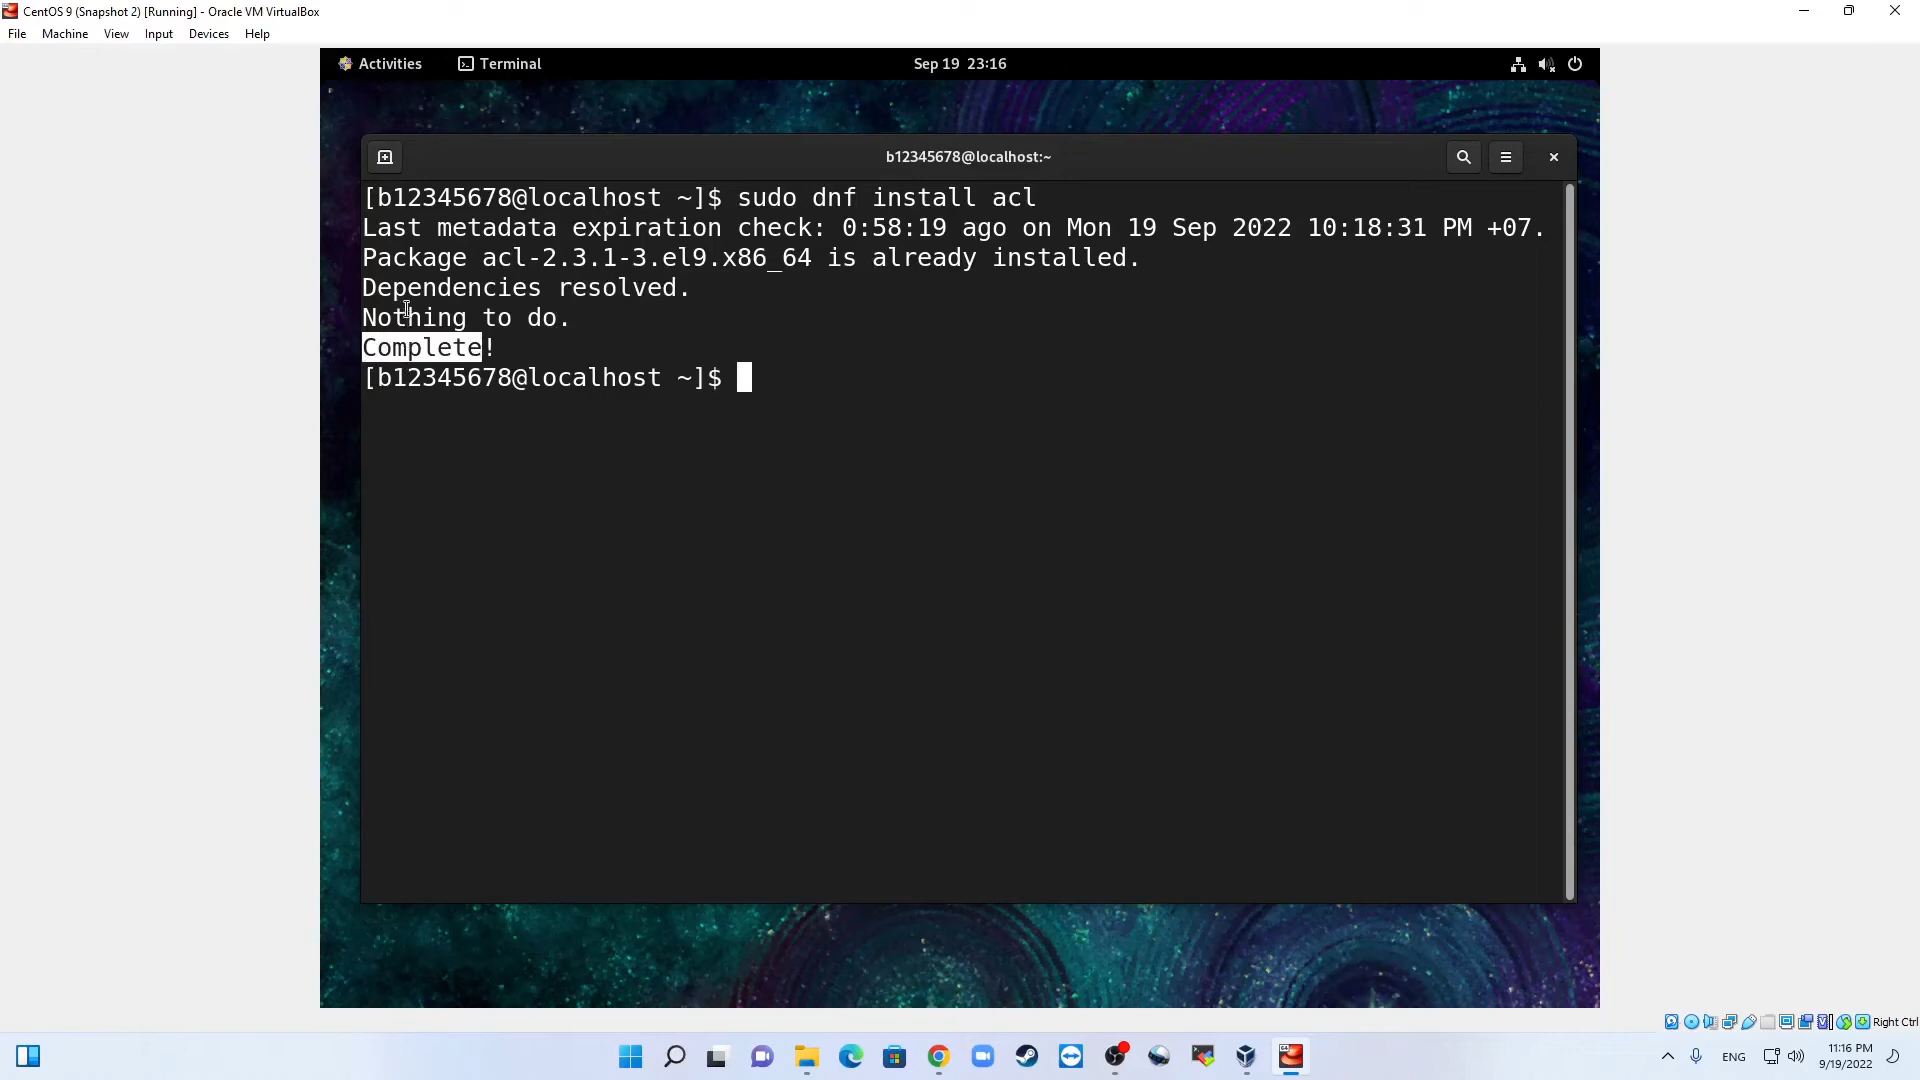 CentOS 9 (Snapshot 2) [Running] - Oracle VM VirtualBox
File Machine View Input Devices Help
Activities Terminal Sep 19 23:16
b12345678@localhost:~
[b12345678@localhost ~]$ sudo dnf install acl
Last metadata expiration check: 0:58:19 ago on Mon 19 Sep 2022 10:18:31 PM +07.
Package acl-2.3.1-3.el9.x86_64 is already installed.
Dependencies resolved.
Nothing to do.
Complete!
[b12345678@localhost ~]$
Right Ctrl
ENG
11:16 PM
9/19/2022